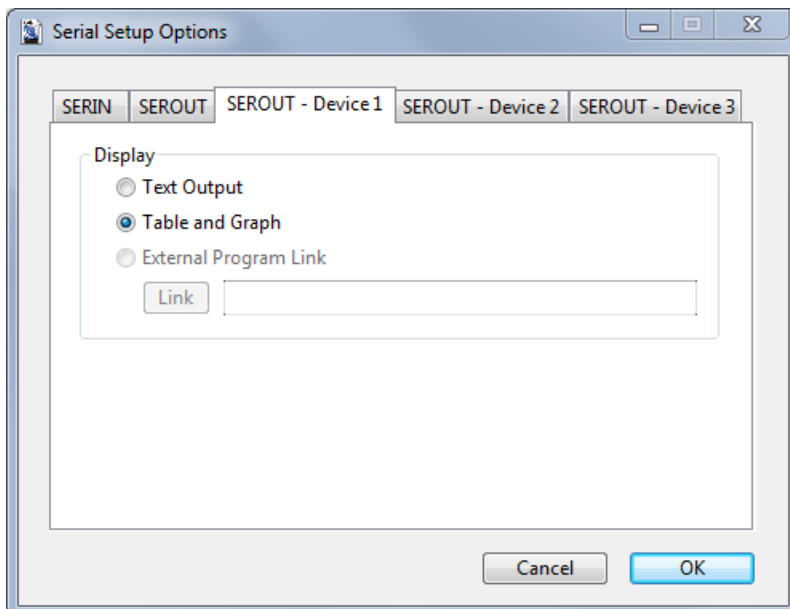 Serial Setup Options
SERIN SEROUT SEROUT - Device 1 SEROUT - Device 2 SEROUT - Device 3
Display
Text Output
Table and Graph
External Program Link
Link
Cancel OK